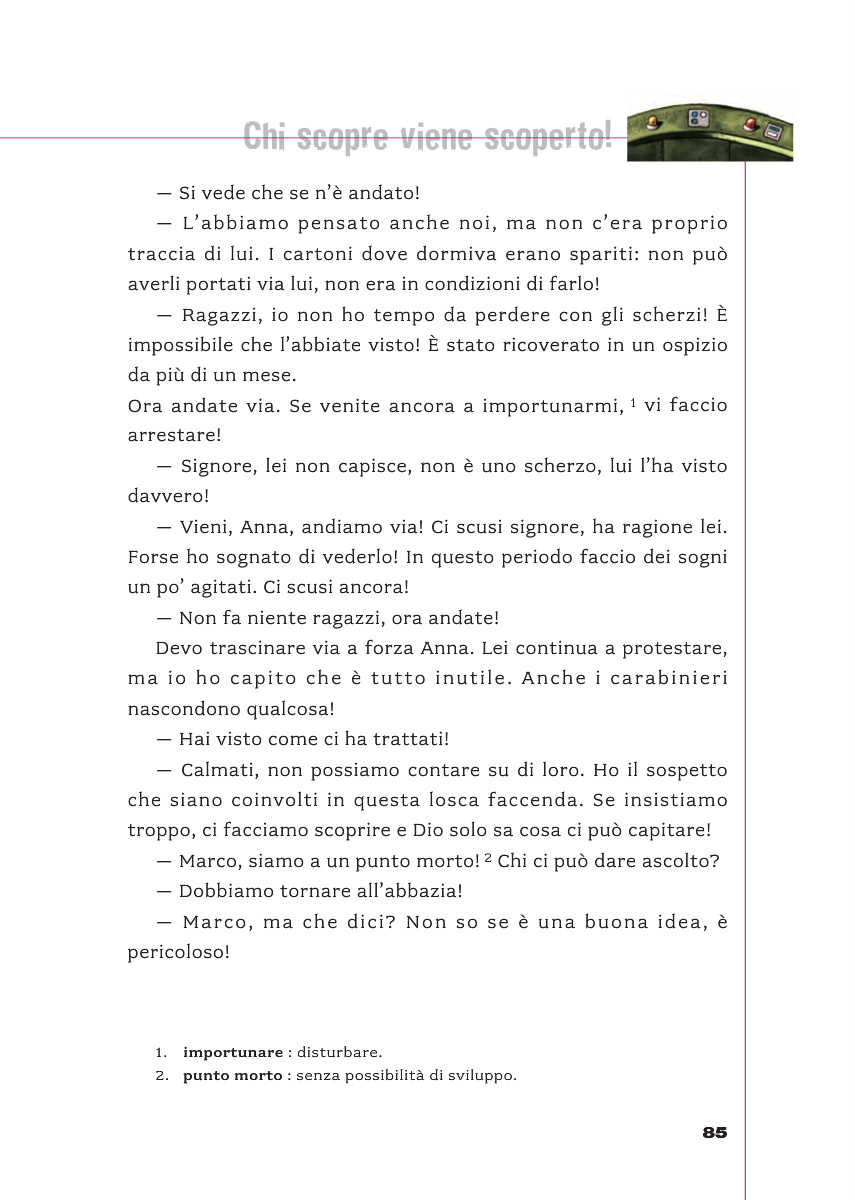 Chi scopre viene scoperto!
— Si vede che se n’è andato!
— L’abbiamo pensato anche noi, ma non c’era proprio
traccia di lui. I cartoni dove dormiva erano spariti: non può
averli portati via lui, non era in condizioni di farlo!
— Ragazzi, io non ho tempo da perdere con gli scherzi! È
impossibile che l’abbiate visto! È stato ricoverato in un ospizio
da più di un mese.
Ora andate via. Se venite ancora a importunarmi, 1 vi faccio
arrestare!
— Signore, lei non capisce, non è uno scherzo, lui l’ha visto
davvero!
— Vieni, Anna, andiamo via! Ci scusi signore, ha ragione lei.
Forse ho sognato di vederlo! In questo periodo faccio dei sogni
un po’ agitati. Ci scusi ancora!
— Non fa niente ragazzi, ora andate!
Devo trascinare via a forza Anna. Lei continua a protestare,
ma io ho capito che è tutto inutile. Anche i carabinieri
nascondono qualcosa!
— Hai visto come ci ha trattati!
— Calmati, non possiamo contare su di loro. Ho il sospetto
che siano coinvolti in questa losca faccenda. Se insistiamo
troppo, ci facciamo scoprire e Dio solo sa cosa ci può capitare!
— Marco, siamo a un punto morto! 2 Chi ci può dare ascolto?
— Dobbiamo tornare all’abbazia!
— Marco, ma che dici? Non so se è una buona idea, è
pericoloso!
1. importunare : disturbare.
2. punto morto : senza possibilità di sviluppo.
85